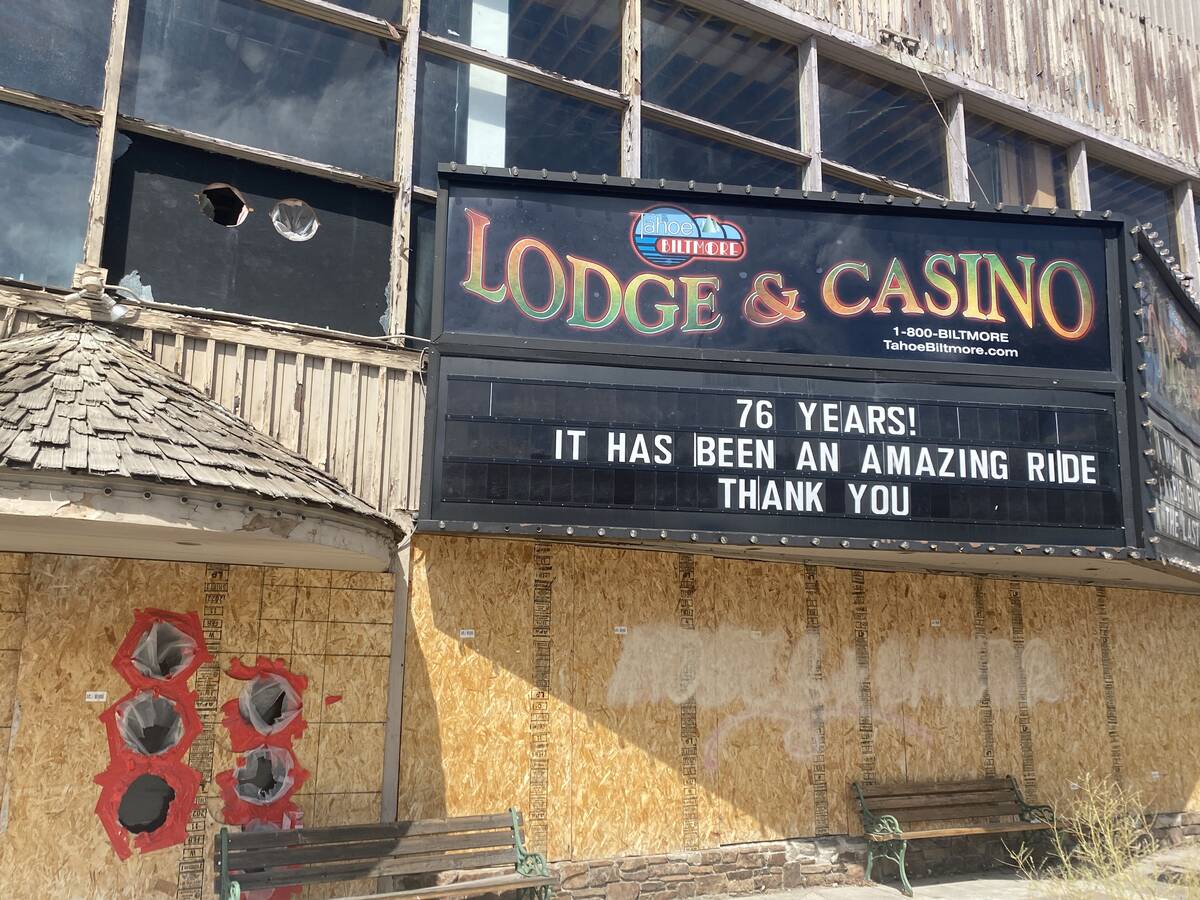 Tahoe
BILTMORE
LODGE & CASINO
1-800-BILTMORE
TahoeBiltmore.com
76 YEARS!
IT HAS BEEN AN AMAZING RIDE
THANK YOU